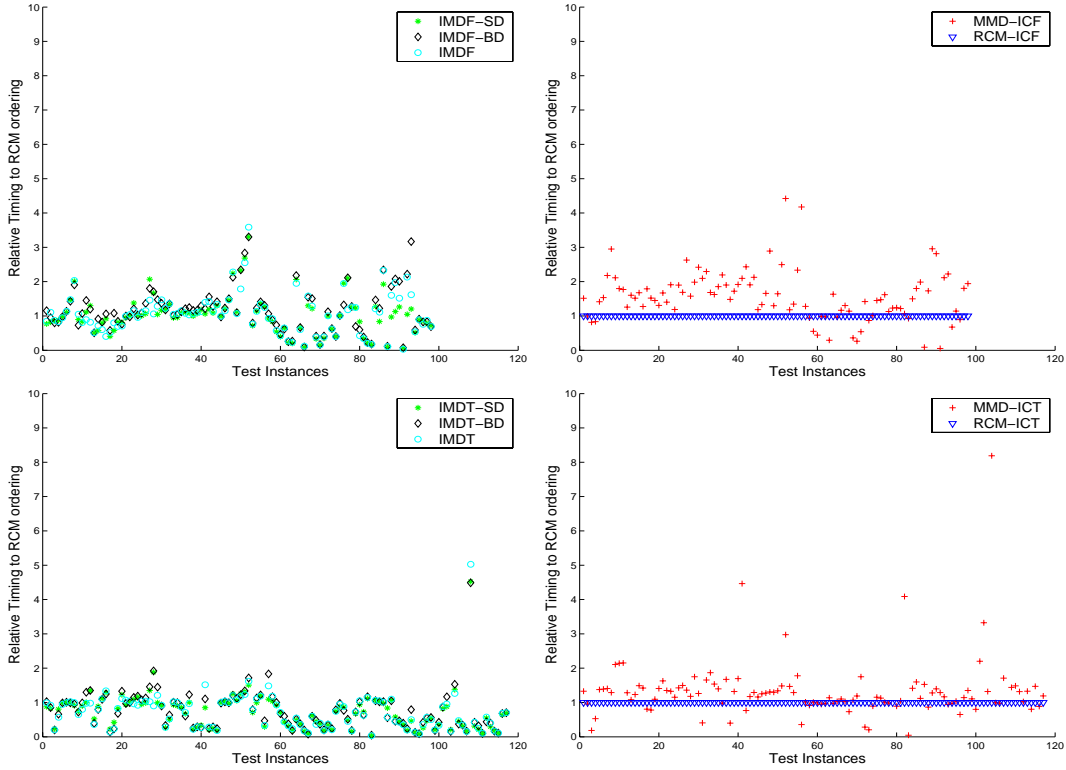 10
9
8
7
6
5
4
3
2
1
0
Relative Timing to RCM ordering
0 20 40 60 80 100 120
Test Instances
IMDF−SD
IMDF−BD
IMDF
10
9
8
7
6
5
4
3
2
1
0
Relative Timing to RCM ordering
0 20 40 60 80 100 120
Test Instances
MMD−ICF
RCM−ICF
10
9
8
7
6
5
4
3
2
1
0
Relative Timing to RCM ordering
0 20 40 60 80 100 120
Test Instances
IMDT−SD
IMDT−BD
IMDT
10
9
8
7
6
5
4
3
2
1
0
Relative Timing to RCM ordering
0 20 40 60 80 100 120
Test Instances
MMD−ICT
RCM−ICT